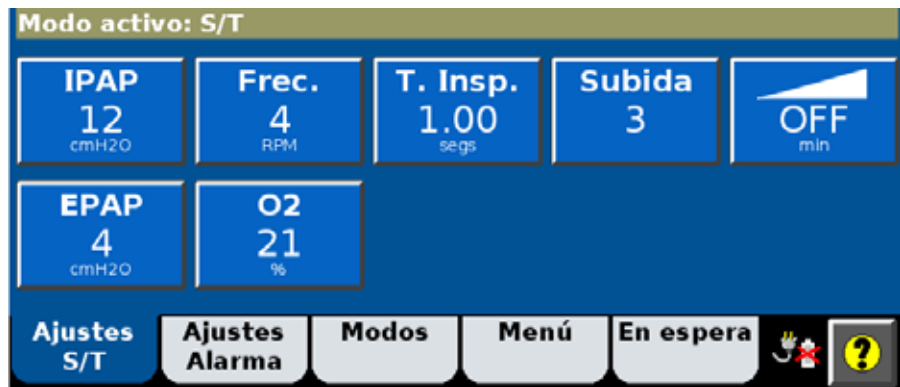 Modo activo: S/T
IPAP
12
cmH2O
Frec.
4
RPM
T. Insp.
1.00
segs
Subida
3
OFF
min
EPAP
4
cmH2O
O2
21
%
Ajustes
S/T
Ajustes
Alarma
Modos
Menú
En espera
?